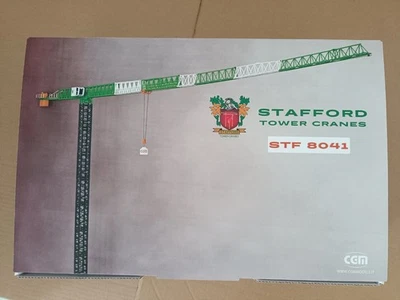 STAFFORD
TOWER CRANES
STF 8041
CCM